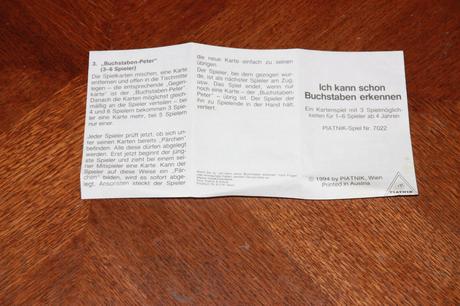 3. „Buchstaben-Peter"
(3–6 Spieler)
Die Spielkarten mischen, eine Karte
entfernen und offen in die Tischmitte
legen – die entsprechende „Gegen-
karte" ist der „Buchstaben-Peter".
Danach die Karten möglichst gleich-
mäßig an die Spieler verteilen – bei
4 und 6 Spielern bekommen 3 Spie-
ler eine Karte mehr, bei 5 Spielern
nur einer.
Jeder Spieler prüft jetzt, ob sich un-
ter seinen Karten bereits „Pärchen"
befinden. Alle diese dürfen abgelegt
werden. Erst jetzt beginnt der jüng-
ste Spieler und zieht bei einem sei-
ner Mitspieler eine Karte. Kann der
Spieler auf diese Weise ein „Pär-
chen" bilden, wird es sofort abge-
legt. Ansonsten steckt der Spieler
die neue Karte einfach zu seinen
übrigen.
Der Spieler, bei dem gezogen wur-
de, ist als nächster Spieler am Zug,
usw. Das Spiel endet, wenn nur
noch eine Karte – der „Buchstaben-
Peter" – übrig ist. Der Spieler, der
ihn zu Spielende in der Hand hält,
verliert.
Ich kann schon
Buchstaben erkennen
Ein Kartenspiel mit 3 Spielmöglich-
keiten für 1–6 Spieler ab 4 Jahren
PIATNIK-Spiel Nr. 7022
© 1994 by PIATNIK, Wien
Printed in Austria
PIATNIK